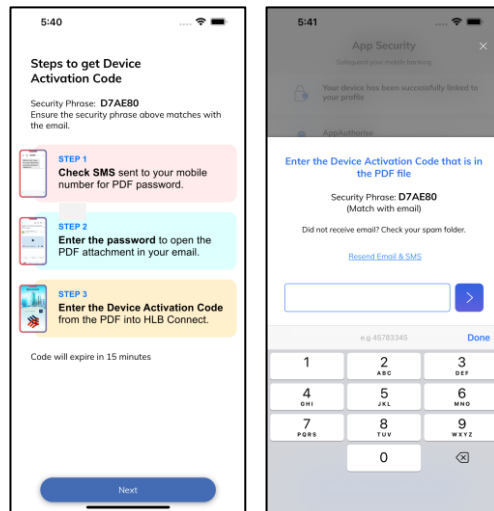 5:40
Steps to get Device
Activation Code
Security Phrase: D7AE80
Ensure the security phrase above matches with
the email.
STEP 1
Check SMS sent to your mobile
number for PDF password.
STEP 2
Enter the password to open the
PDF attachment in your email.
STEP 3
Enter the Device Activation Code
from the PDF into HLB Connect.
Code will expire in 15 minutes
Next
5:41
App Security
Safeguard your mobile banking
Your device has been successfully linked to
your profile
AppAuthorise
Enter the Device Activation Code that is in
the PDF file
Security Phrase: D7AE80
(Match with email)
Did not receive email? Check your spam folder.
Resend Email & SMS
e.g 45783345
Done
1
2
ABC
3
DEF
4
GHI
5
JKL
6
MNO
7
PQRS
8
TUV
9
WXYZ
0